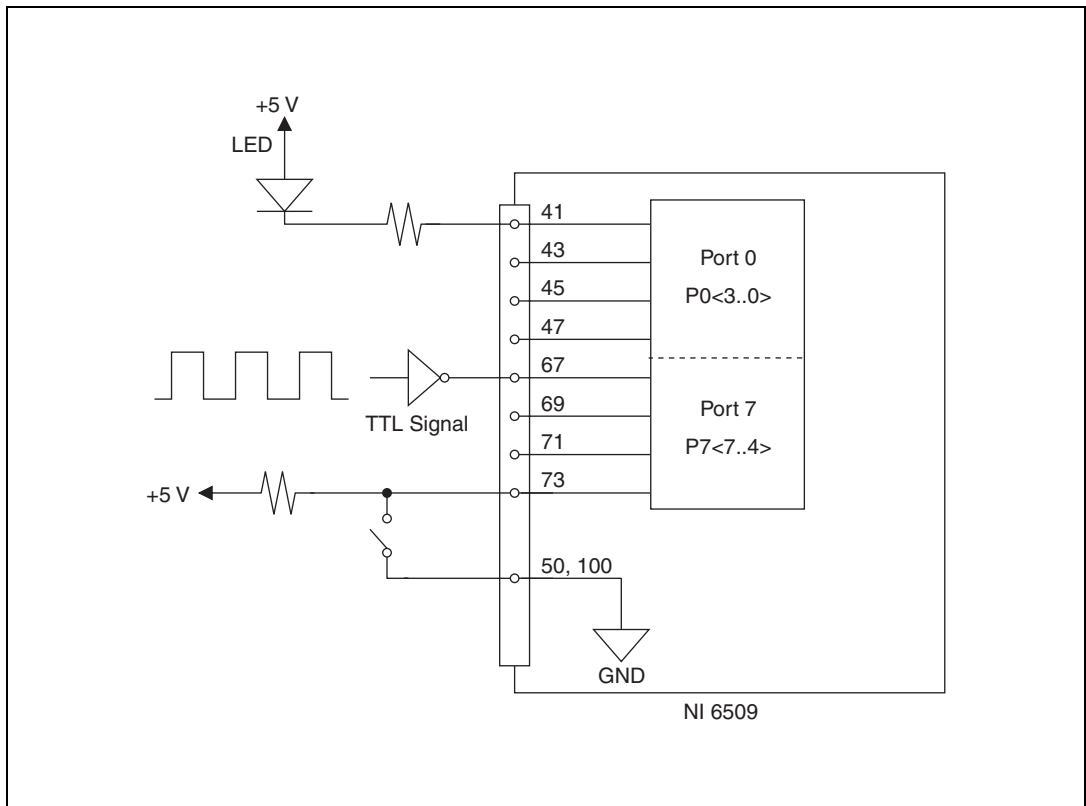 +5 V
LED
41
43
Port 0
45
P0<3..0>
47
67
TTL Signal
69
Port 7
71
P7<7..4>
+5 V
73
50, 100
GND
NI 6509